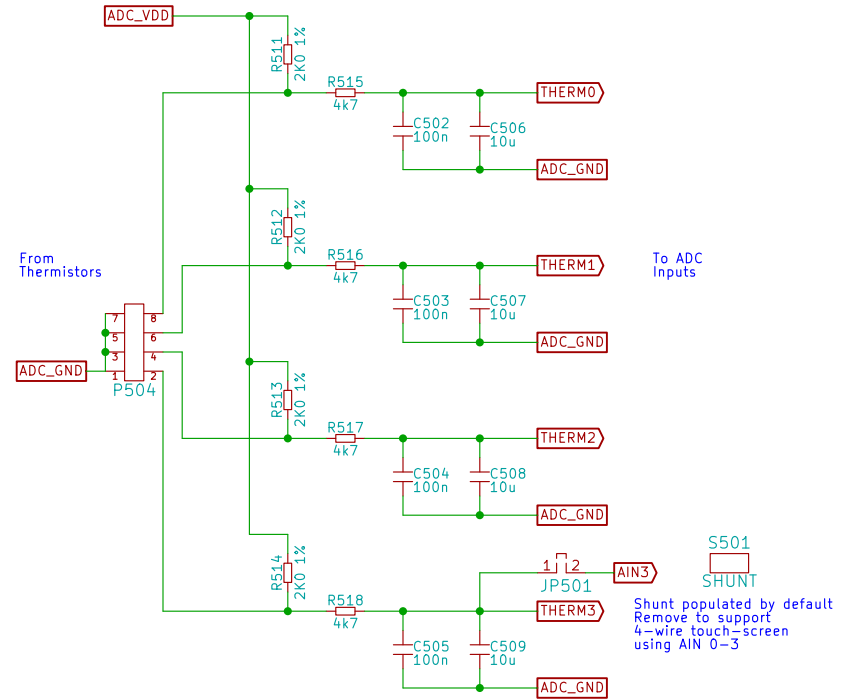 ADC_VDD
R511
2K0 1%
R515
4k7
THERM0
C502
100n
C506
10u
ADC_GND
R512
2K0 1%
R516
4k7
THERM1
From
Thermistors
To ADC
Inputs
C503
100n
C507
10u
ADC_GND
7 8
5 6
3 4
1 2
ADC_GND
P504
R513
2K0 1%
R517
4k7
THERM2
C504
100n
C508
10u
ADC_GND
R514
2K0 1%
1 2
JP501
AIN3
S501
SHUNT
R518
4k7
THERM3
Shunt populated by default
Remove to support
4-wire touch-screen
using AIN 0-3
C505
100n
C509
10u
ADC_GND